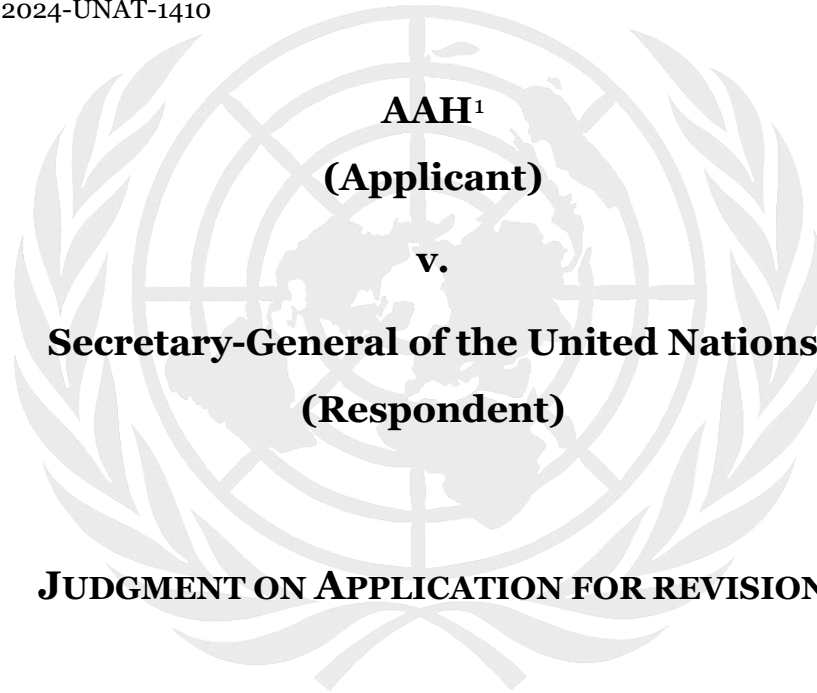 2024-UNAT-1410
AAH¹
(Applicant)
v.
Secretary-General of the United Nations
(Respondent)
JUDGMENT ON APPLICATION FOR REVISION